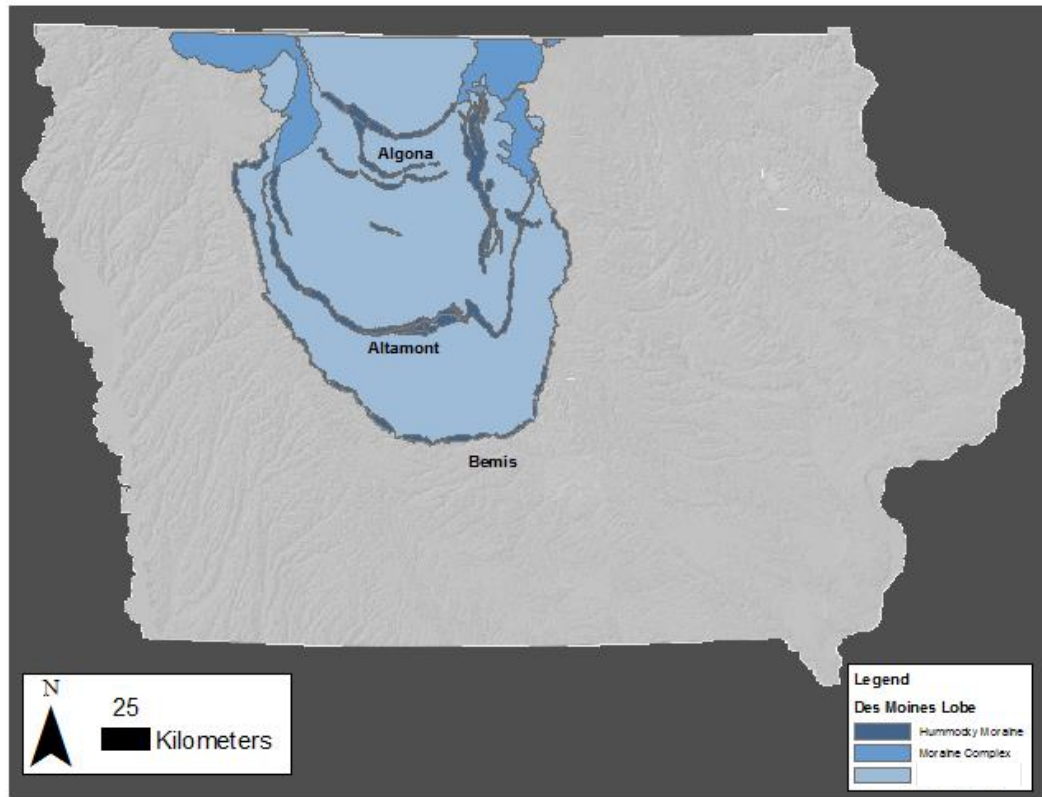 Algona
Altamont
Bemis
N
25
Kilometers
Legend
Des Moines Lobe
Hummocky Moraine
Moraine Complex